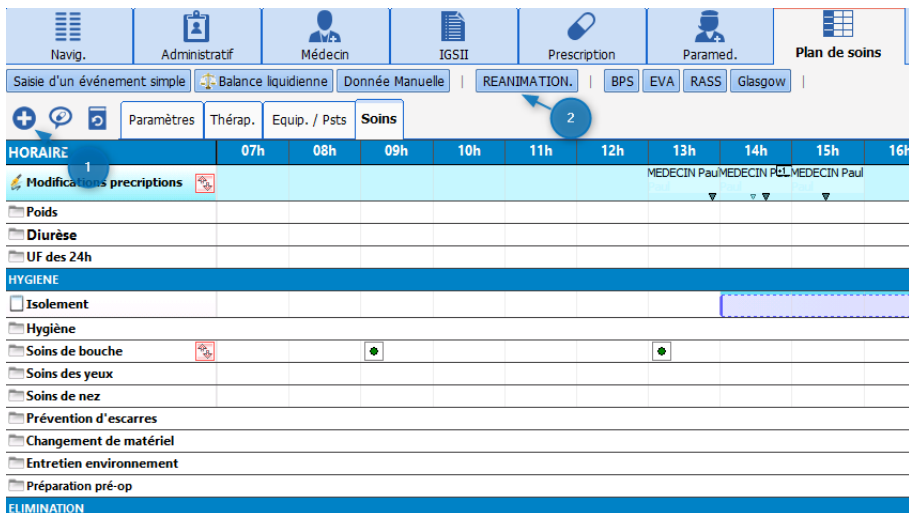 Navig. Administratif Médecin IGSII Prescription Paramed. Plan de soins
Saisie d'un événement simple Balance liquidienne Donnée Manuelle | REANIMATION. | BPS EVA RASS Glasgow |
Paramètres Thérap. Equip. / Psts Soins 2
HORAIRE 07h 08h 09h 10h 11h 12h 13h 14h 15h 16h
1
Modifications precriptions MEDECIN Paul MEDECIN MEDECIN Paul
Poids
Diurèse
UF des 24h
HYGIENE
Isolement
Hygiène
Soins de bouche
Soins des yeux
Soins de nez
Prévention d'escarres
Changement de matériel
Entretien environnement
Préparation pré-op
ELIMINATION